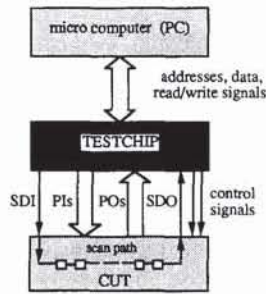 micro computer (PC)
addresses, data,
read/write signals
TESTCHIP
SDI PIs POs SDO control
signals
scan path
CUT